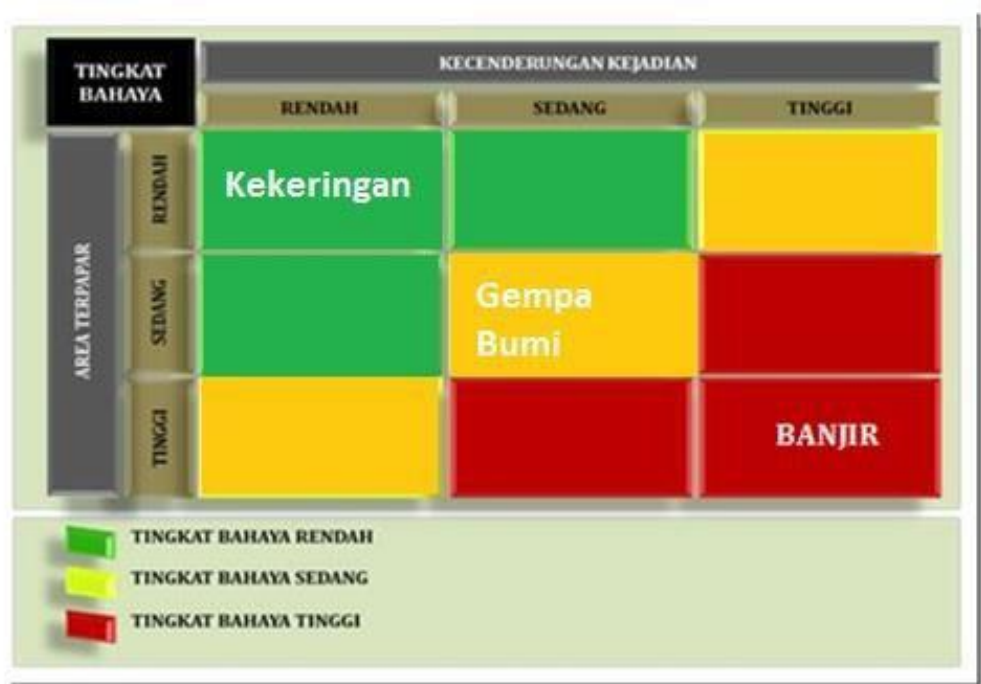 TINGKAT
BAHAYA
KECENDERUNGAN KEJADIAN
RENDAH
SEDANG
TINGGI
AREA TERPAPAR
RENDAH
Kekeringan
SEDANG
Gempa
Bumi
TINGGI
BANJIR
TINGKAT BAHAYA RENDAH
TINGKAT BAHAYA SEDANG
TINGKAT BAHAYA TINGGI